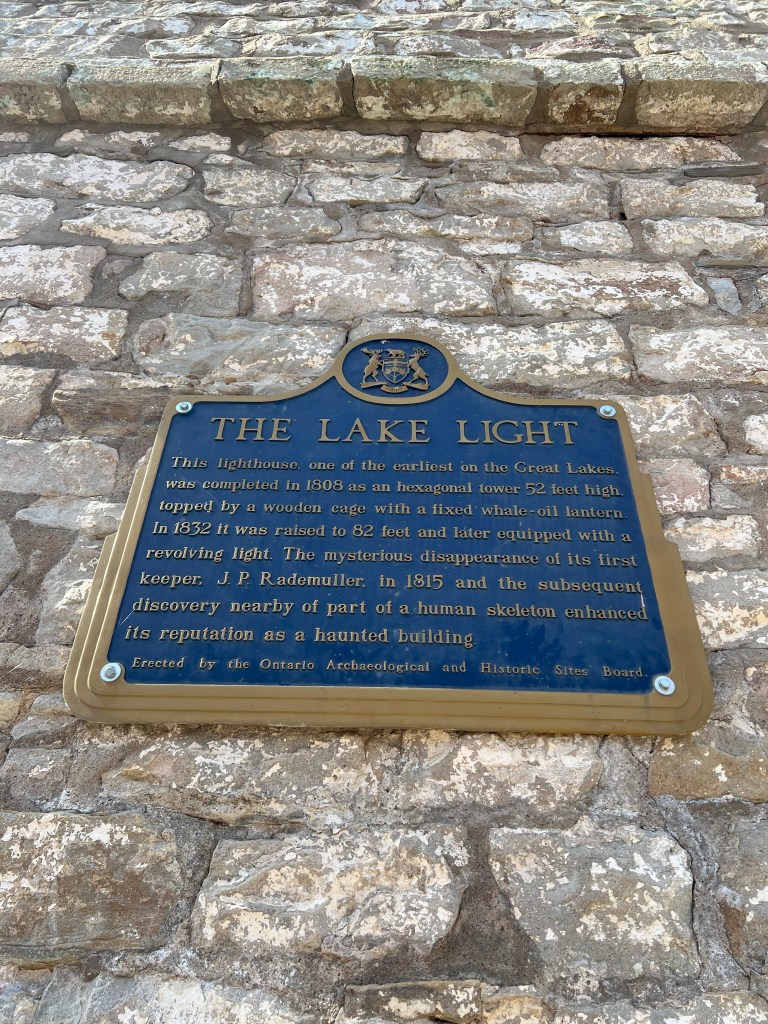 THE LAKE LIGHT
This lighthouse, one of the earliest on the Great Lakes,
was completed in 1808 as an hexagonal tower 52 feet high,
topped by a wooden cage with a fixed whale-oil lantern.
In 1832 it was raised to 82 feet and later equipped with a
revolving light. The mysterious disappearance of its first
keeper, J. P. Rademuller, in 1815 and the subsequent
discovery nearby of part of a human skeleton enhanced
its reputation as a haunted building.
Erected by the Ontario Archaeological and Historic Sites Board.